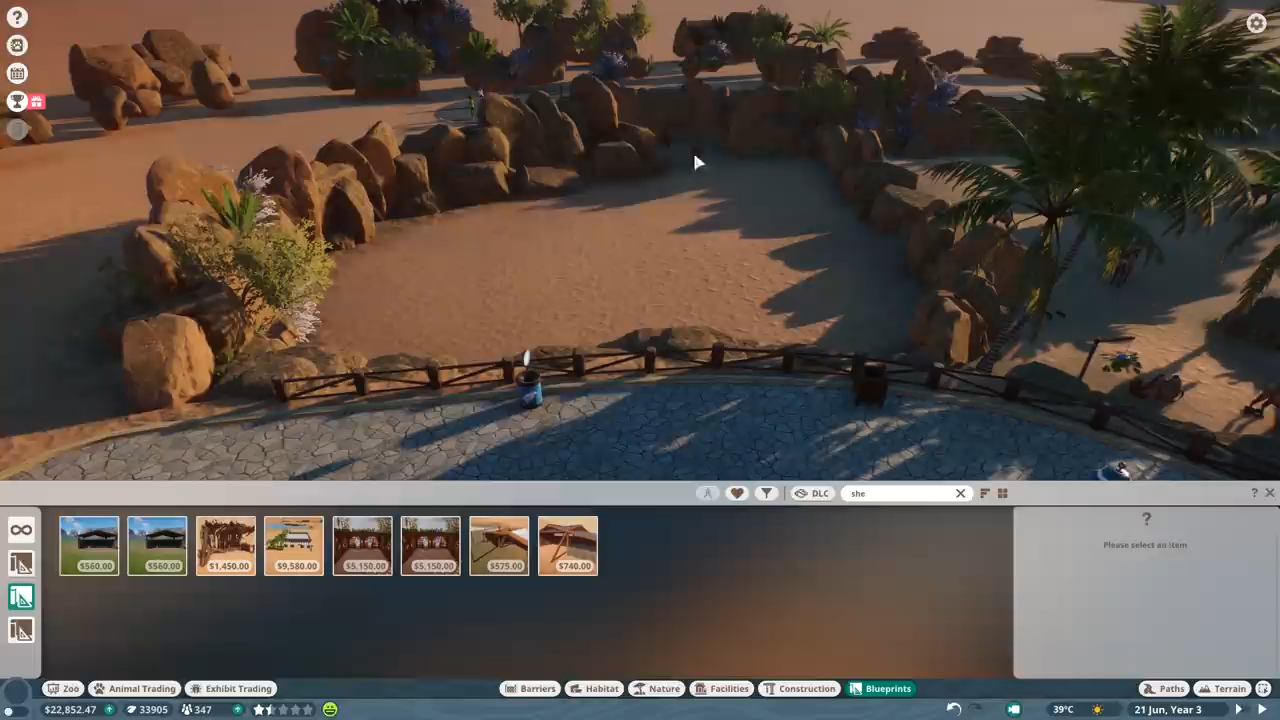 ?
DLC
she
?
$560.00
$560.00
$1,450.00
$9,580.00
$5,150.00
$5,150.00
$575.00
$740.00
?
Please select an item
Zoo
Animal Trading
Exhibit Trading
Barriers
Habitat
Nature
Facilities
Construction
Blueprints
Paths
Terrain
$22,852.47
33905
347
39°C
21 Jun, Year 3